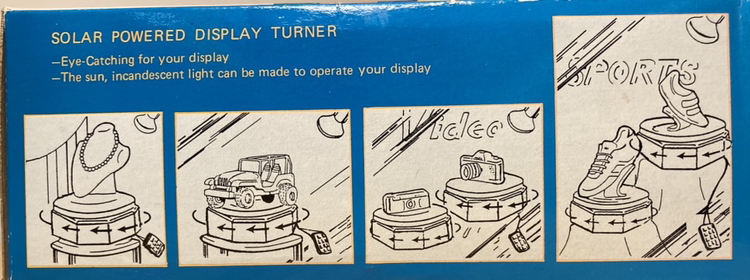 SOLAR POWERED DISPLAY TURNER
—Eye-Catching for your display
—The sun, incandescent light can be made to operate your display
SPORTS